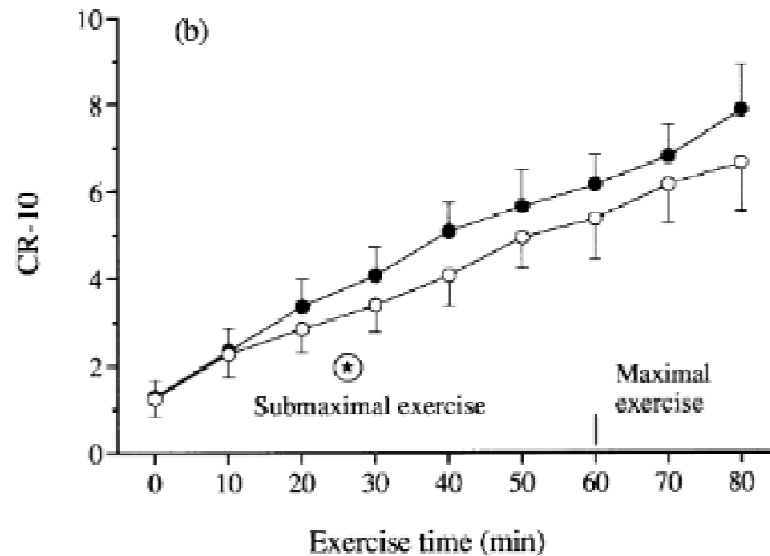 (b)
10
8
6
4
2
0
CR-10
Submaximal exercise
Maximal
exercise
0 10 20 30 40 50 60 70 80
Exercise time (min)